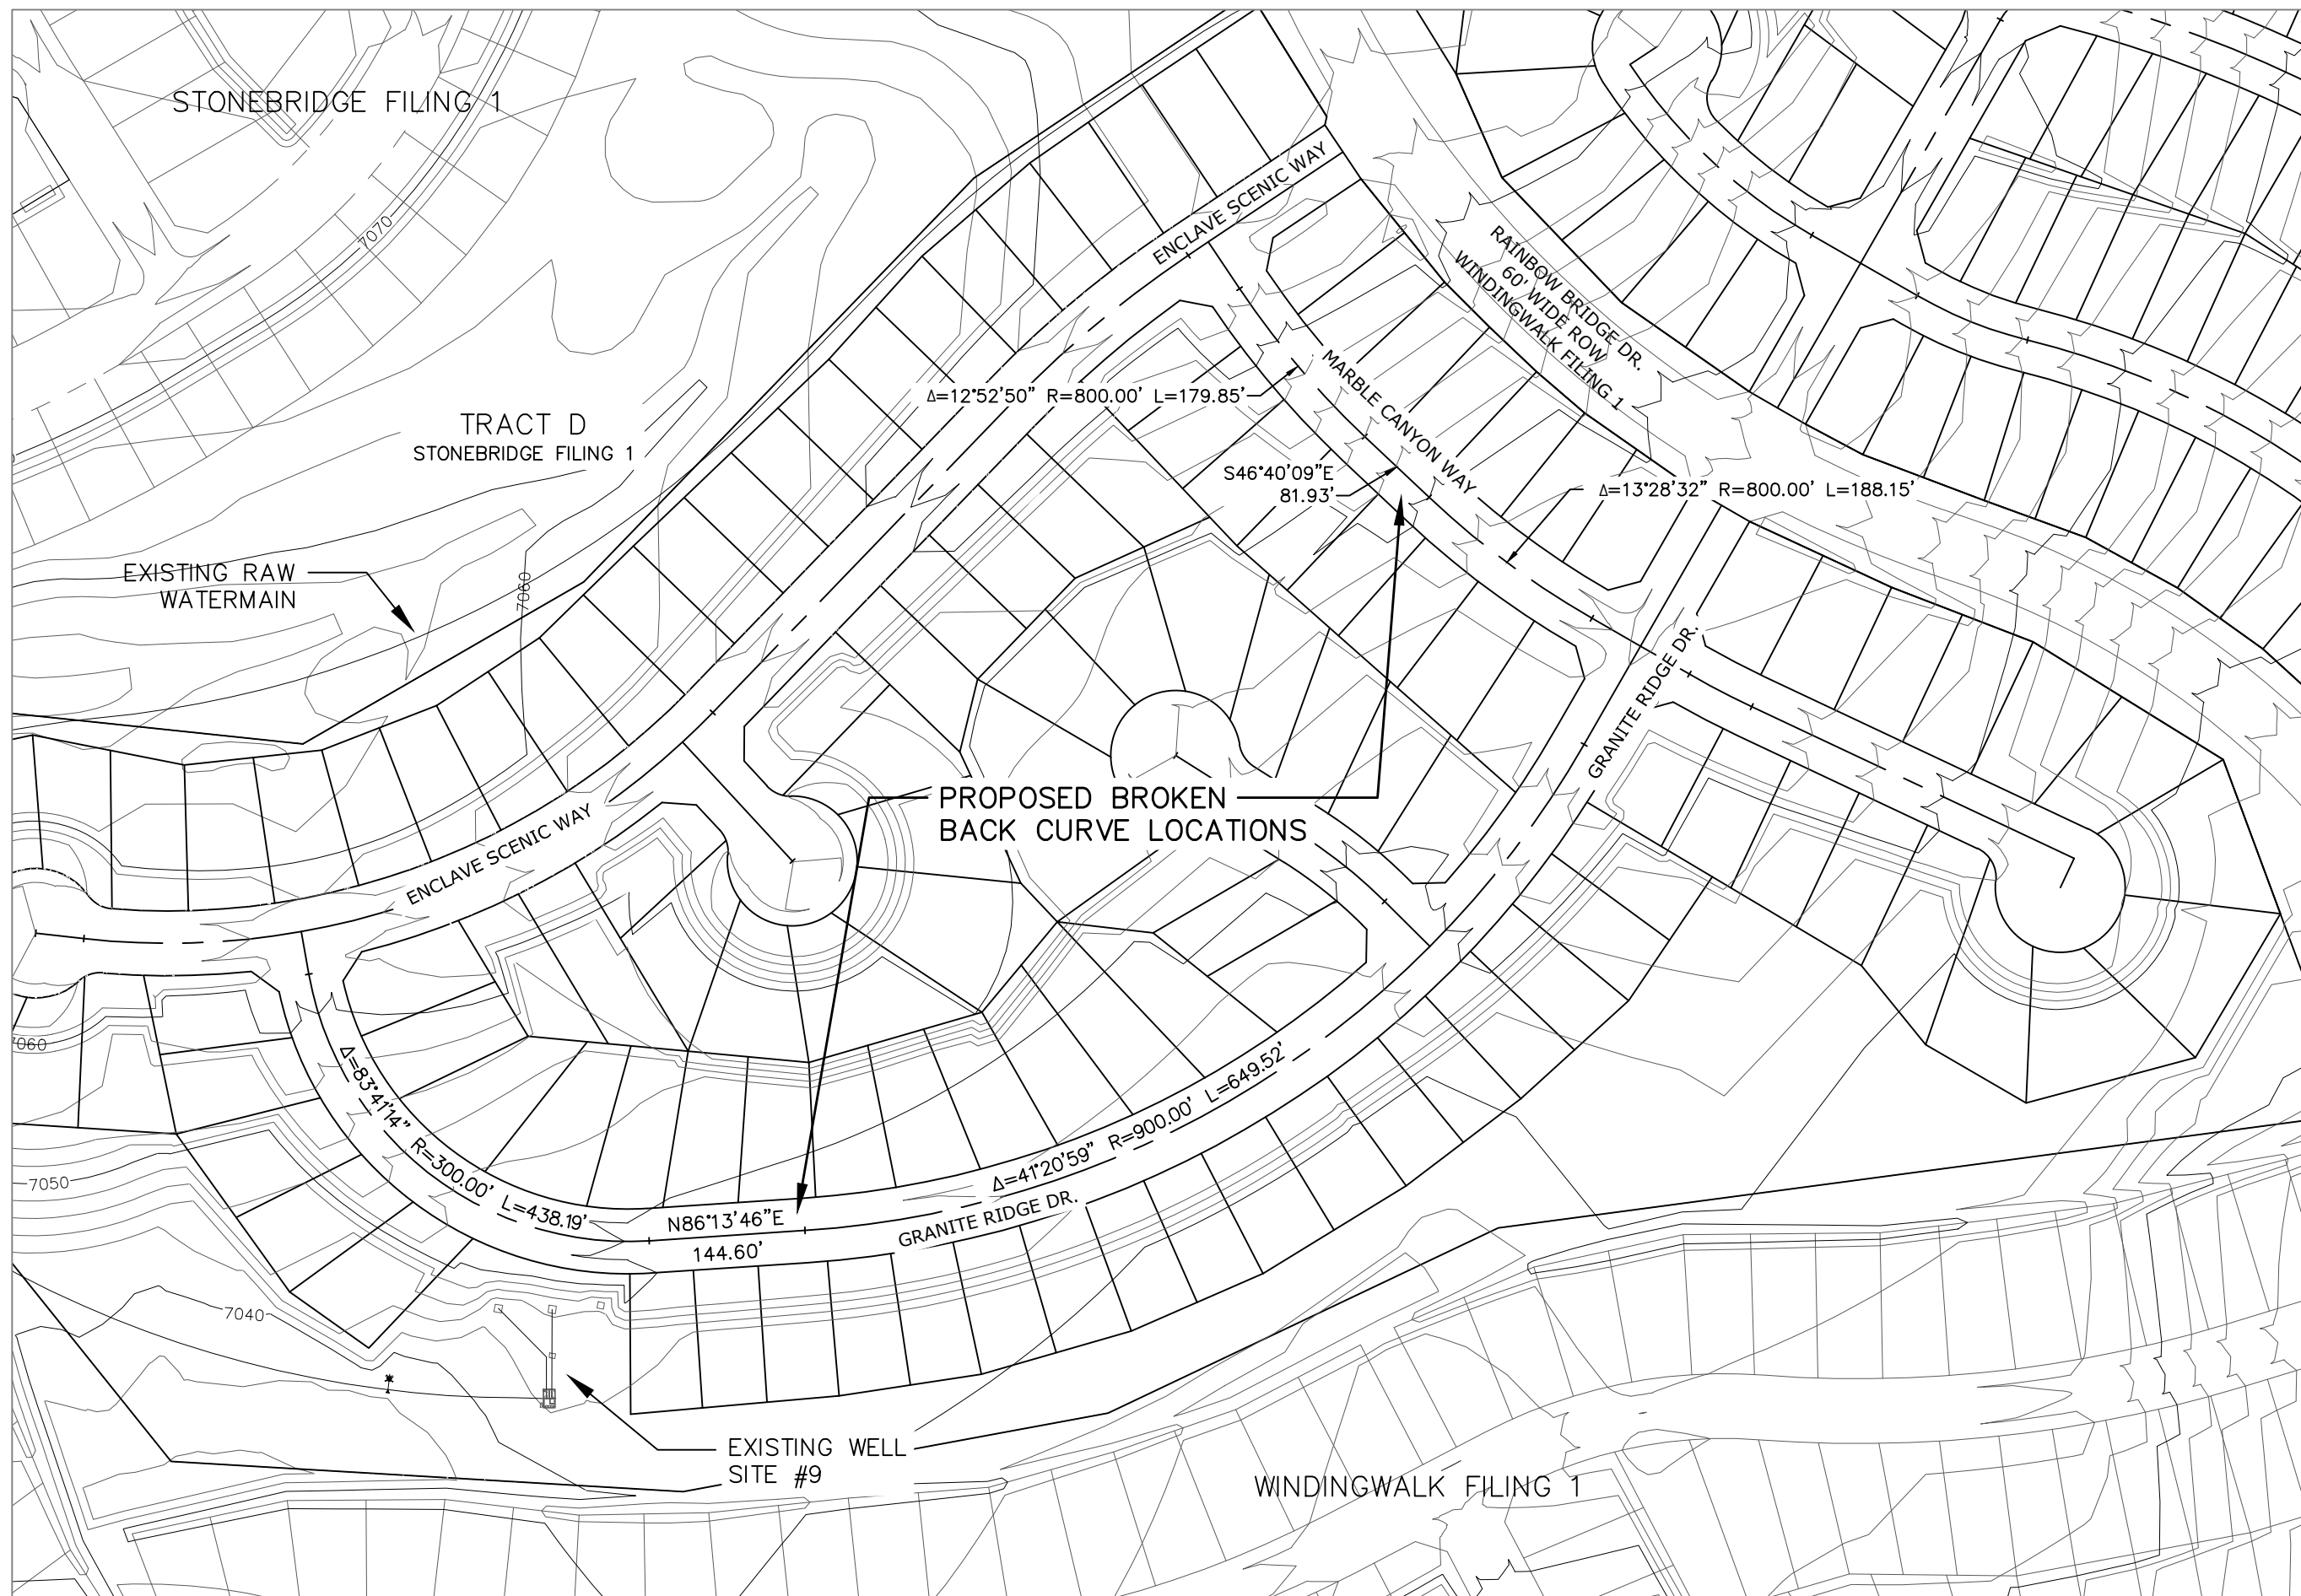 STONEBRIDGE FILING 1
7070
ENCLAVE SCENIC WAY
RAINBOW BRIDGE DR.
60' WIDE ROW
WINDINGWALK FILING 1
MARBLE CANYON WAY
Δ=12°52'50" R=800.00' L=179.85'
TRACT D
STONEBRIDGE FILING 1
S46°40'09"E
81.93'
Δ=13°28'32" R=800.00' L=188.15'
EXISTING RAW
WATERMAIN
7060
GRANITE RIDGE DR.
PROPOSED BROKEN
BACK CURVE LOCATIONS
ENCLAVE SCENIC WAY
7060
Δ=83°41'14" R=300.00' L=438.19'
Δ=41°20'59" R=900.00' L=649.52'
7050
N86°13'46"E
144.60'
GRANITE RIDGE DR.
7040
EXISTING WELL
SITE #9
WINDINGWALK FILING 1